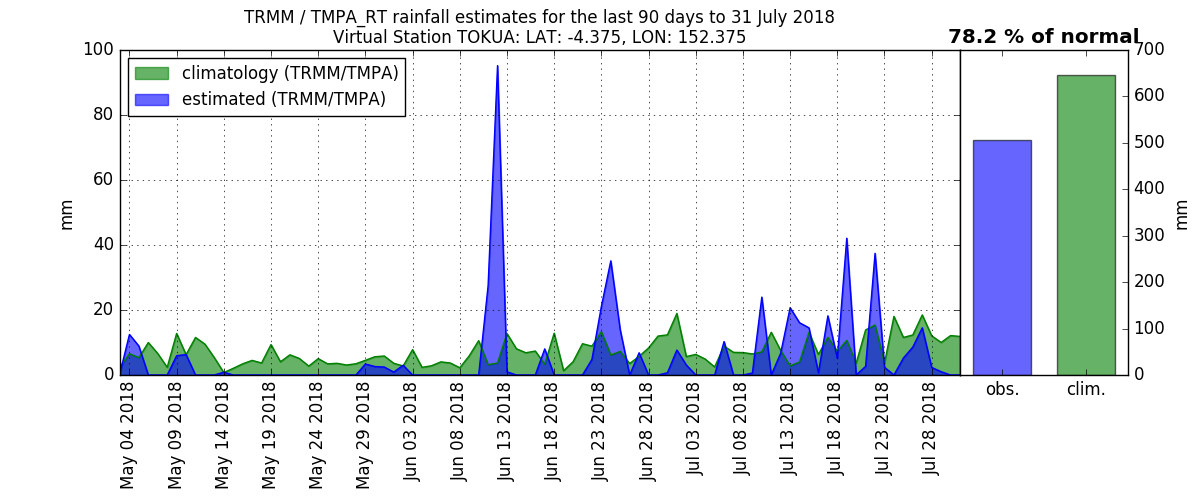 TRMM / TMPA_RT rainfall estimates for the last 90 days to 31 July 2018
Virtual Station TOKUA: LAT: -4.375, LON: 152.375
78.2 % of normal
climatology (TRMM/TMPA)
estimated (TRMM/TMPA)
mm
100
80
60
40
20
0
May 04 2018
May 09 2018
May 14 2018
May 19 2018
May 24 2018
May 29 2018
Jun 03 2018
Jun 08 2018
Jun 13 2018
Jun 18 2018
Jun 23 2018
Jun 28 2018
Jul 03 2018
Jul 08 2018
Jul 13 2018
Jul 18 2018
Jul 23 2018
Jul 28 2018
obs.
clim.
700
600
500
400
300
200
100
0
mm